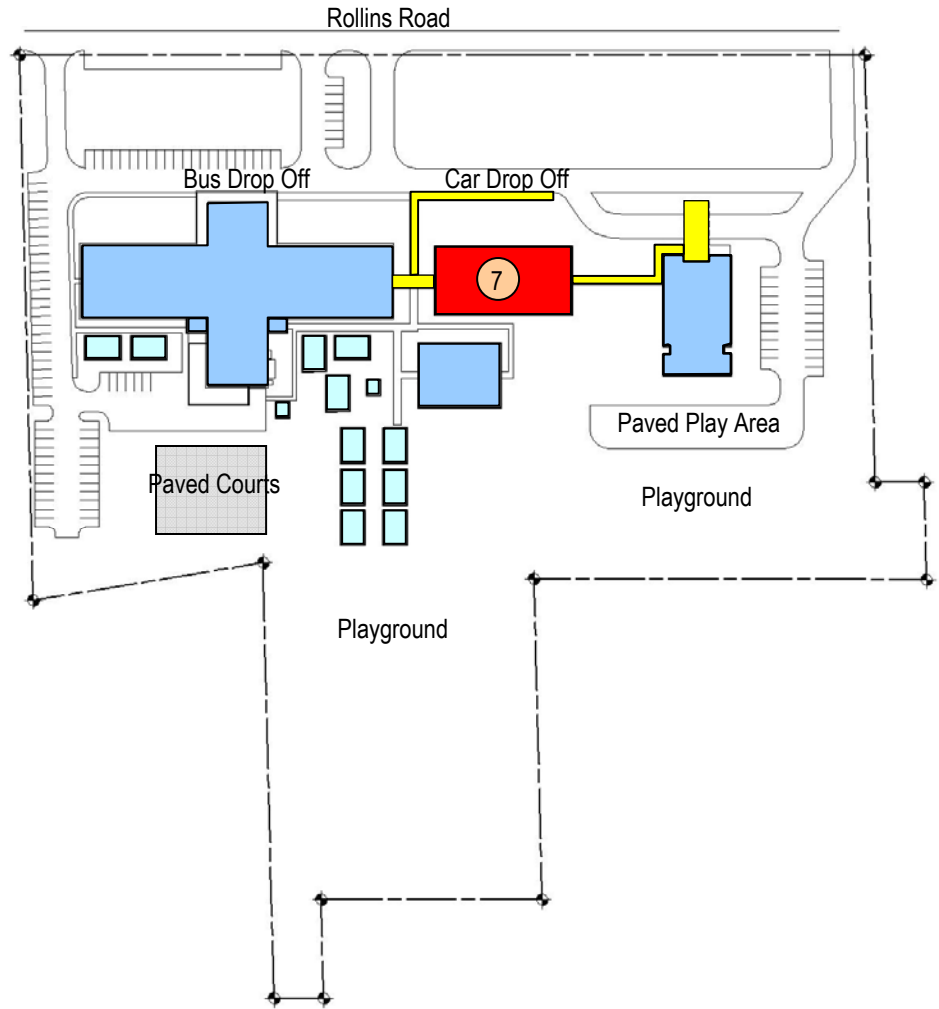 Rollins Road
Bus Drop Off
Car Drop Off
7
Paved Play Area
Paved Courts
Playground
Playground